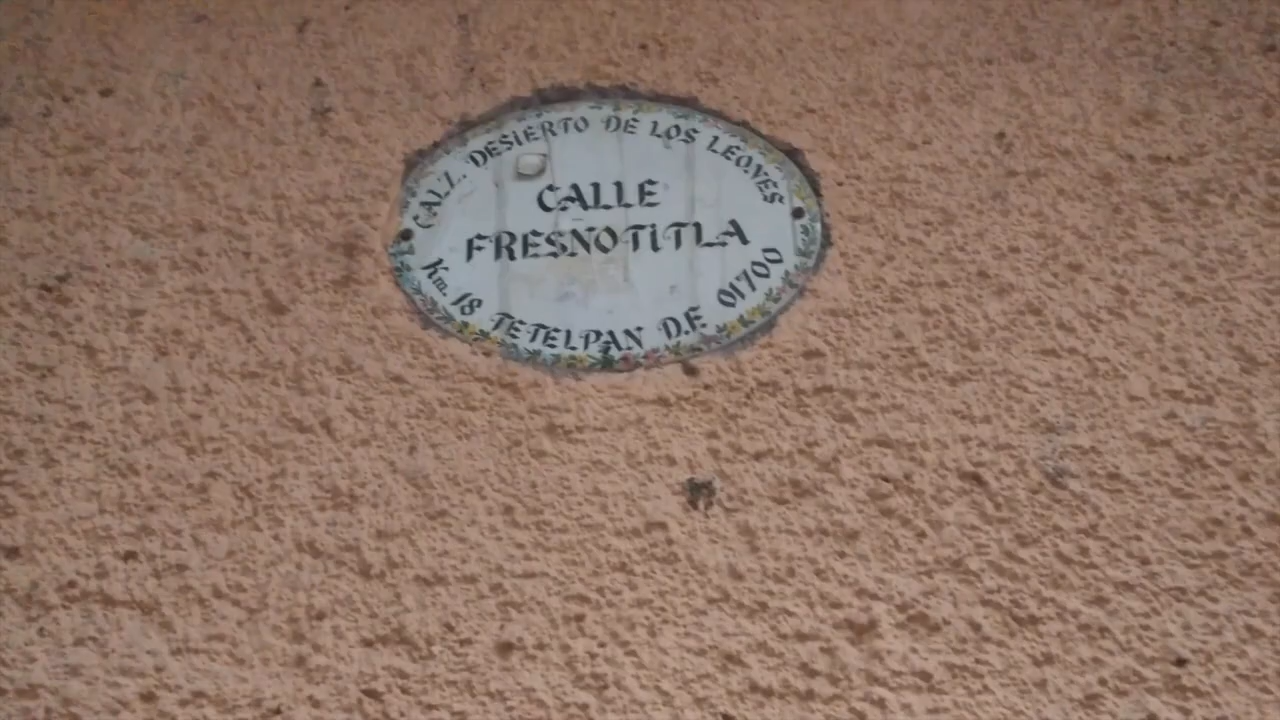 CALZ. DESIERTO DE LOS LEONES
CALLE
FRESNOTITLA
Km. 18 TETELPAN D.F. 01700